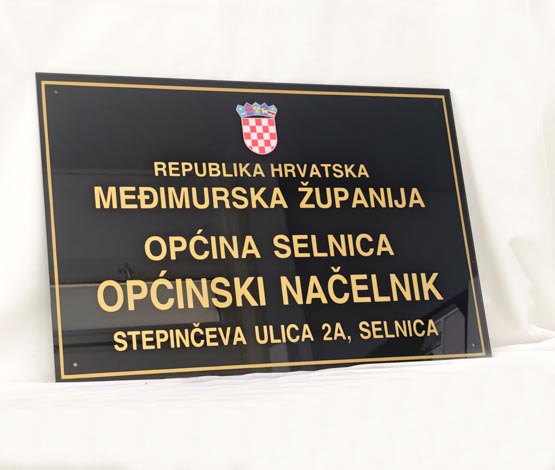 REPUBLIKA HRVATSKA
MEĐIMURSKA ŽUPANIJA
OPĆINA SELNICA
OPĆINSKI NAČELNIK
STEPINČEVA ULICA 2A, SELNICA